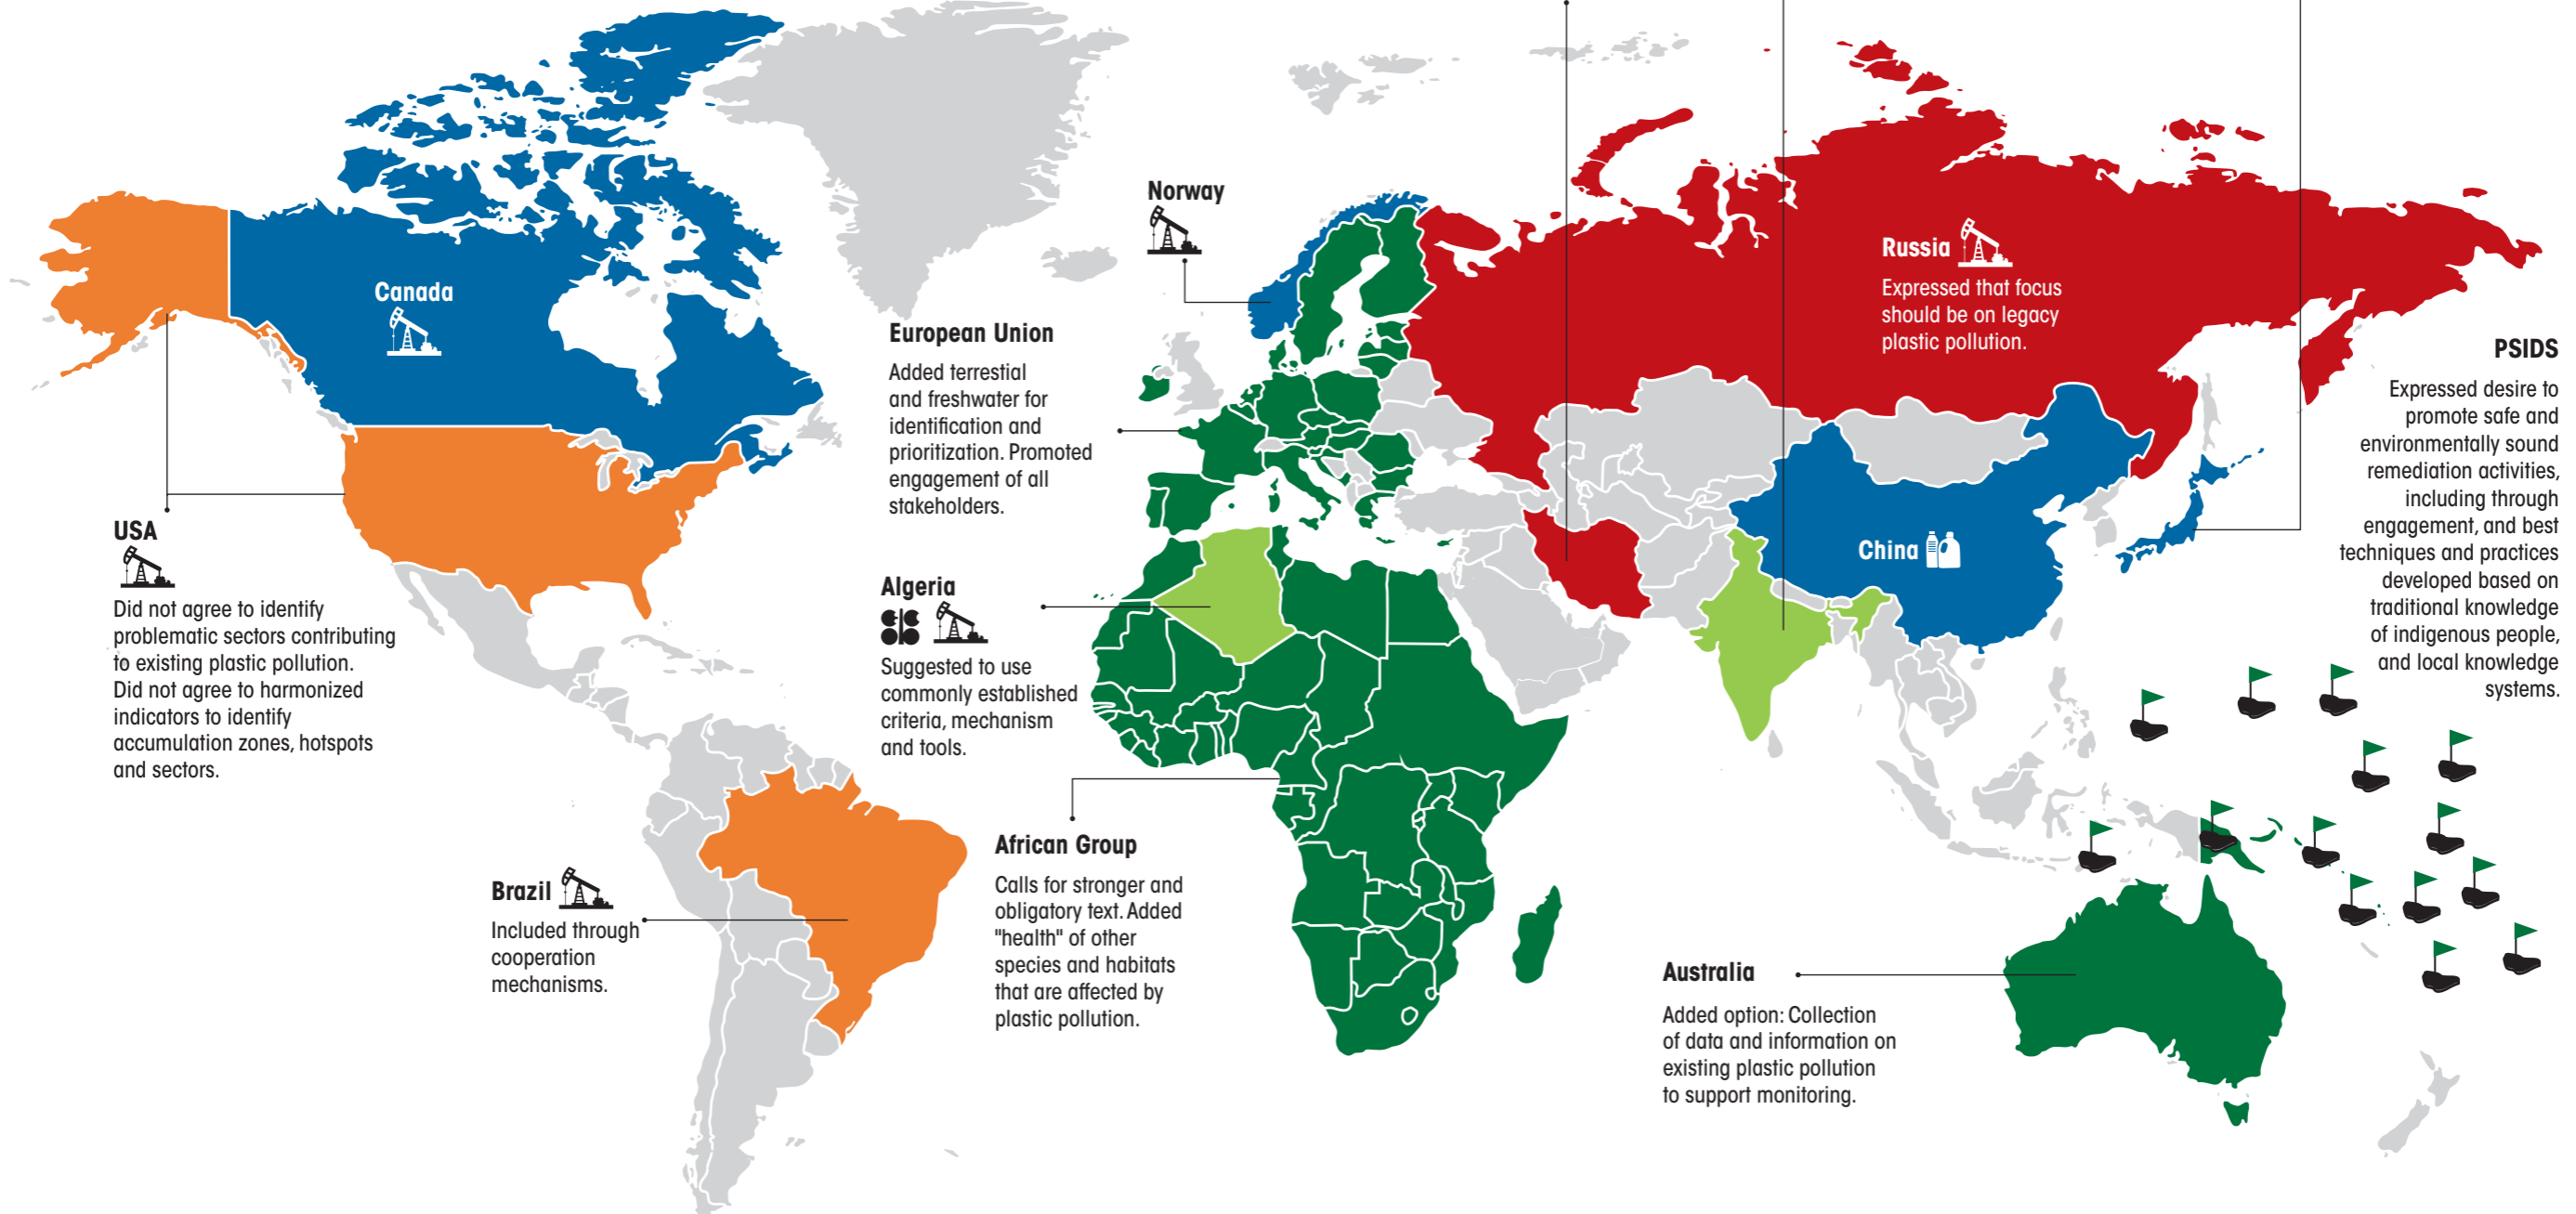 Norway
Canada
Russia
Expressed that focus
should be on legacy
plastic pollution.
European Union
Added terrestial
and freshwater for
identification and
prioritization. Promoted
engagement of all
stakeholders.
PSIDS
Expressed desire to
promote safe and
environmentally sound
remediation activities,
including through
engagement, and best
techniques and practices
developed based on
traditional knowledge
of indigenous people,
and local knowledge
systems.
USA
Did not agree to identify
problematic sectors contributing
to existing plastic pollution.
Did not agree to harmonized
indicators to identify
accumulation zones, hotspots
and sectors.
China
Algeria
Suggested to use
commonly established
criteria, mechanism
and tools.
African Group
Calls for stronger and
obligatory text. Added
"health" of other
species and habitats
that are affected by
plastic pollution.
Brazil
Included through
cooperation
mechanisms.
Australia
Added option: Collection
of data and information on
existing plastic pollution
to support monitoring.